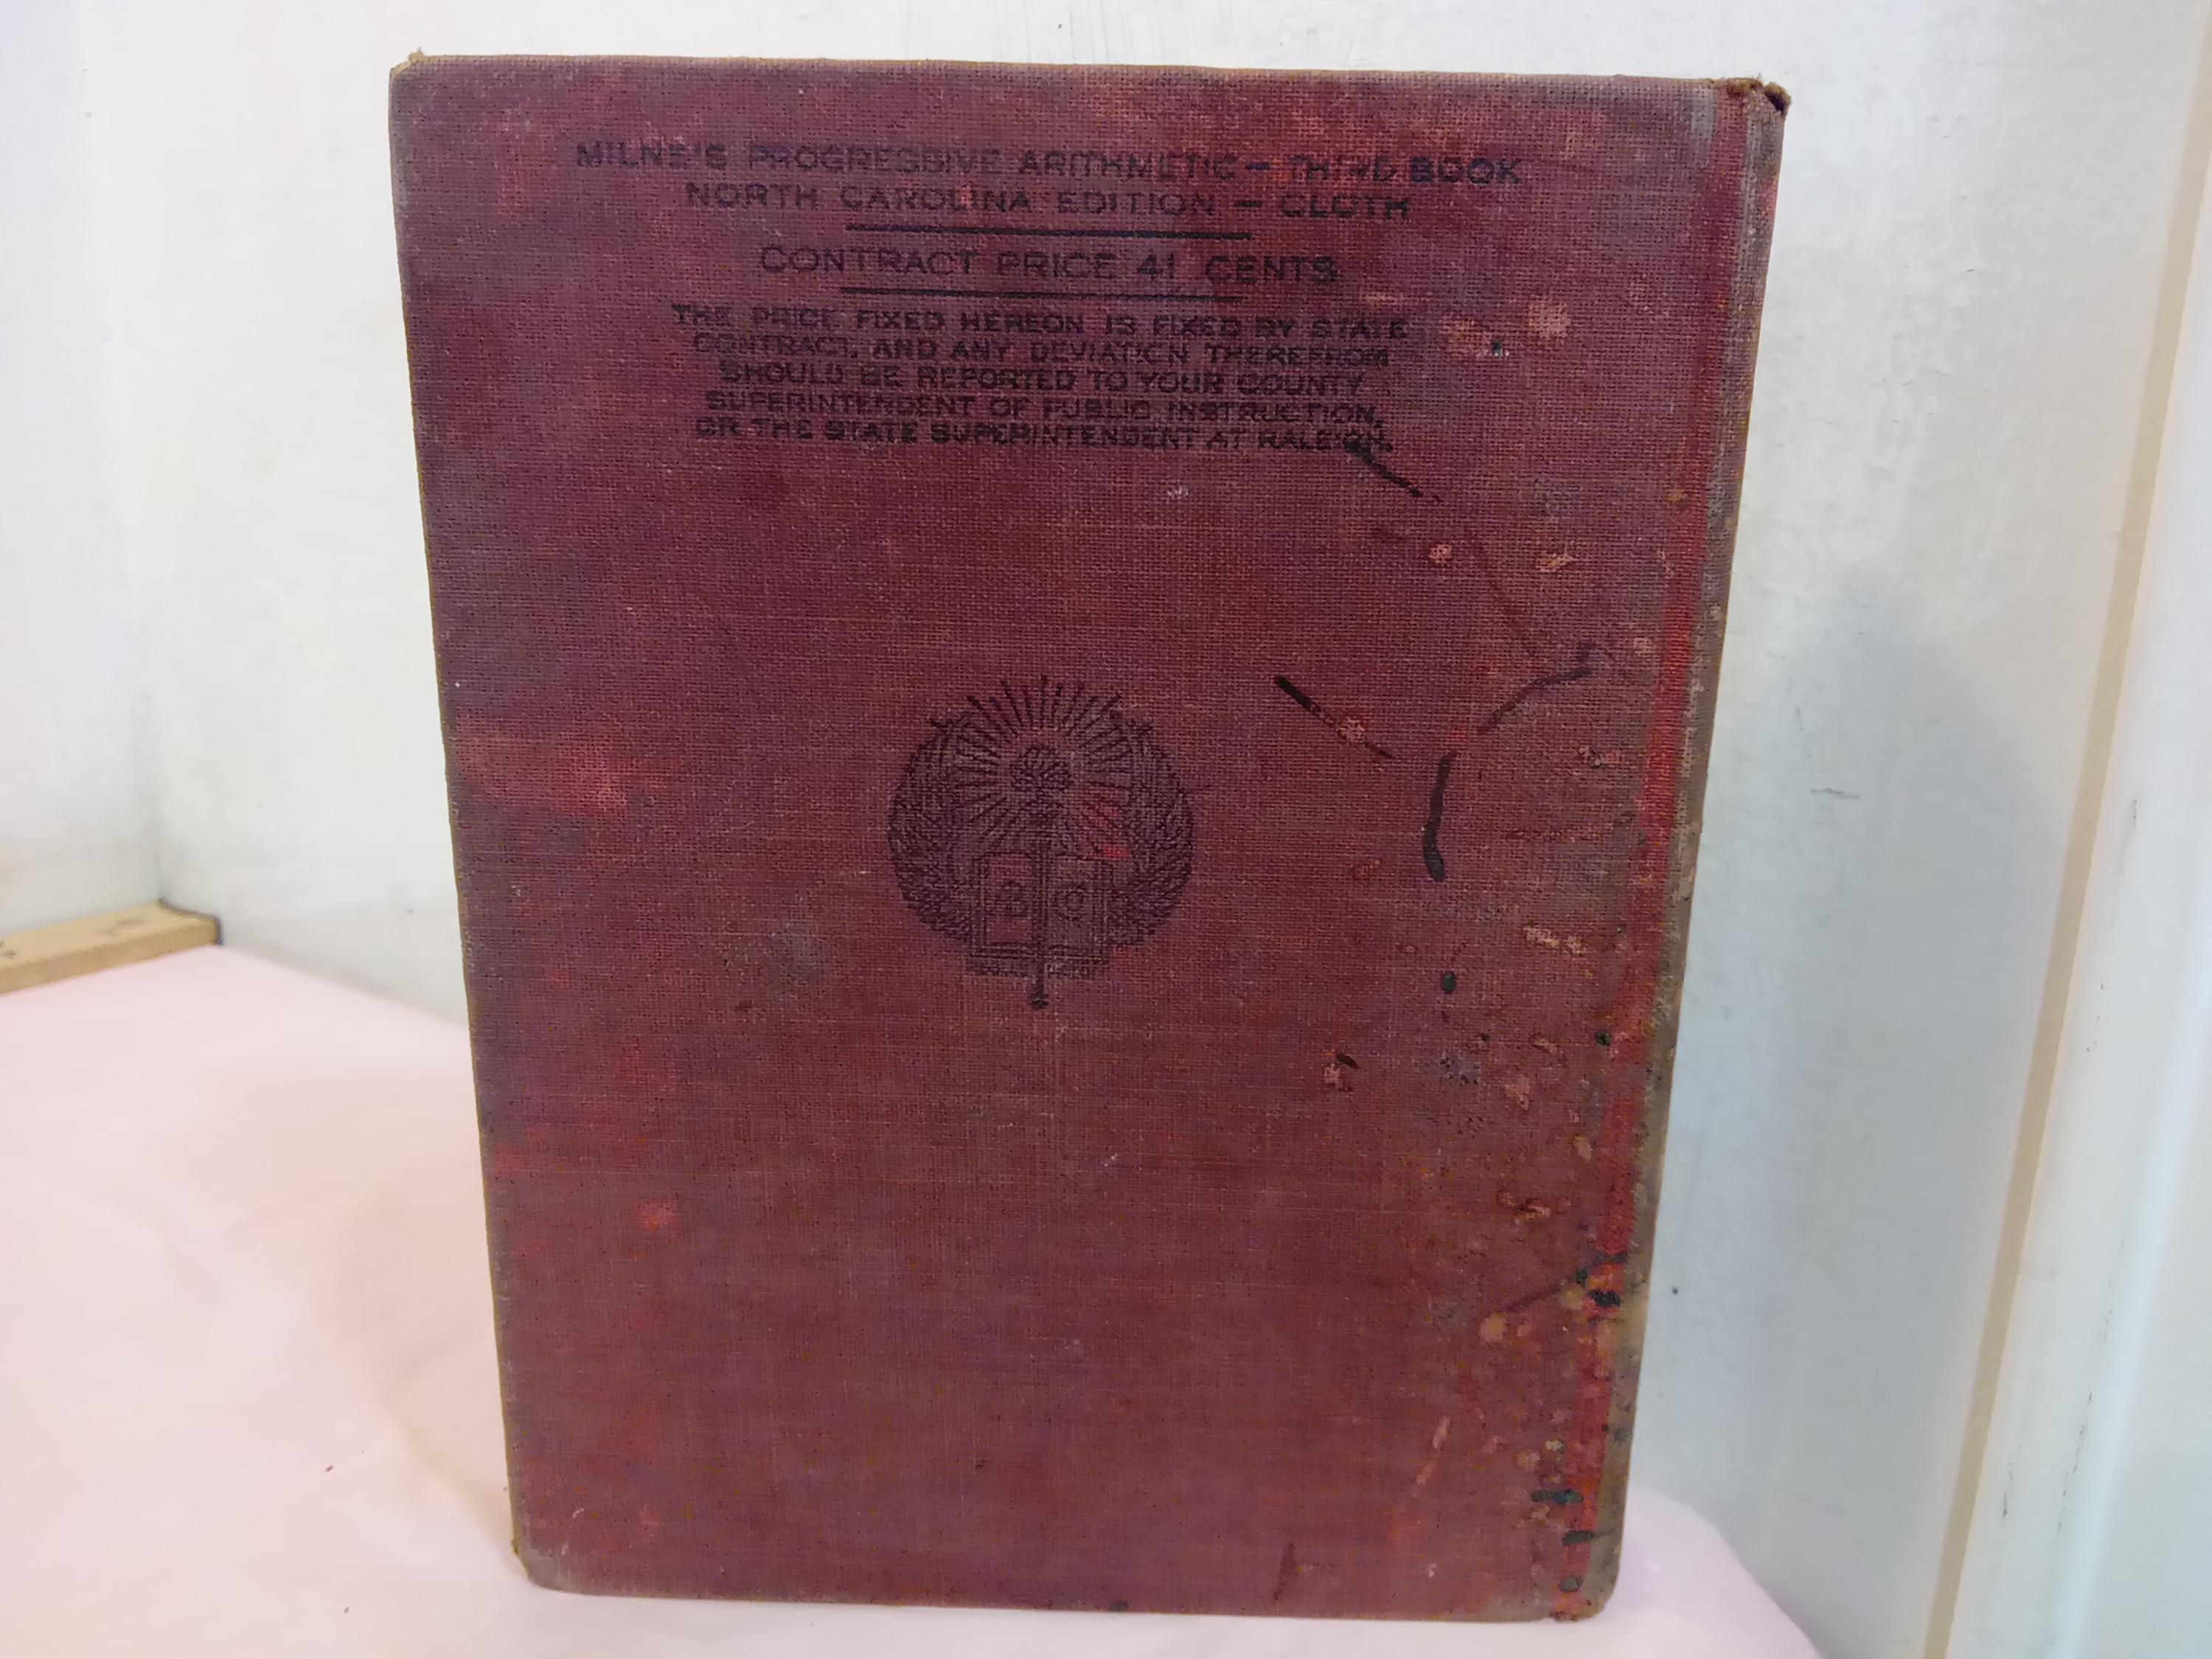 MILNE'S PROGRESSIVE ARITHMETIC – THIRD BOOK
NORTH CAROLINA EDITION – CLOTH
CONTRACT PRICE 41 CENTS
THE PRICE FIXED HEREON IS FIXED BY STATE
CONTRACT, AND ANY DEVIATION THEREFROM
SHOULD BE REPORTED TO YOUR COUNTY
SUPERINTENDENT OF PUBLIC INSTRUCTION,
OR THE STATE SUPERINTENDENT AT RALEIGH.
A B C